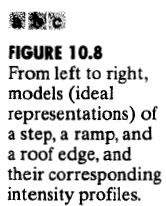 a b c
FIGURE 10.8
From left to right,
models (ideal
representations) of
a step, a ramp, and
a roof edge, and
their corresponding
intensity profiles.